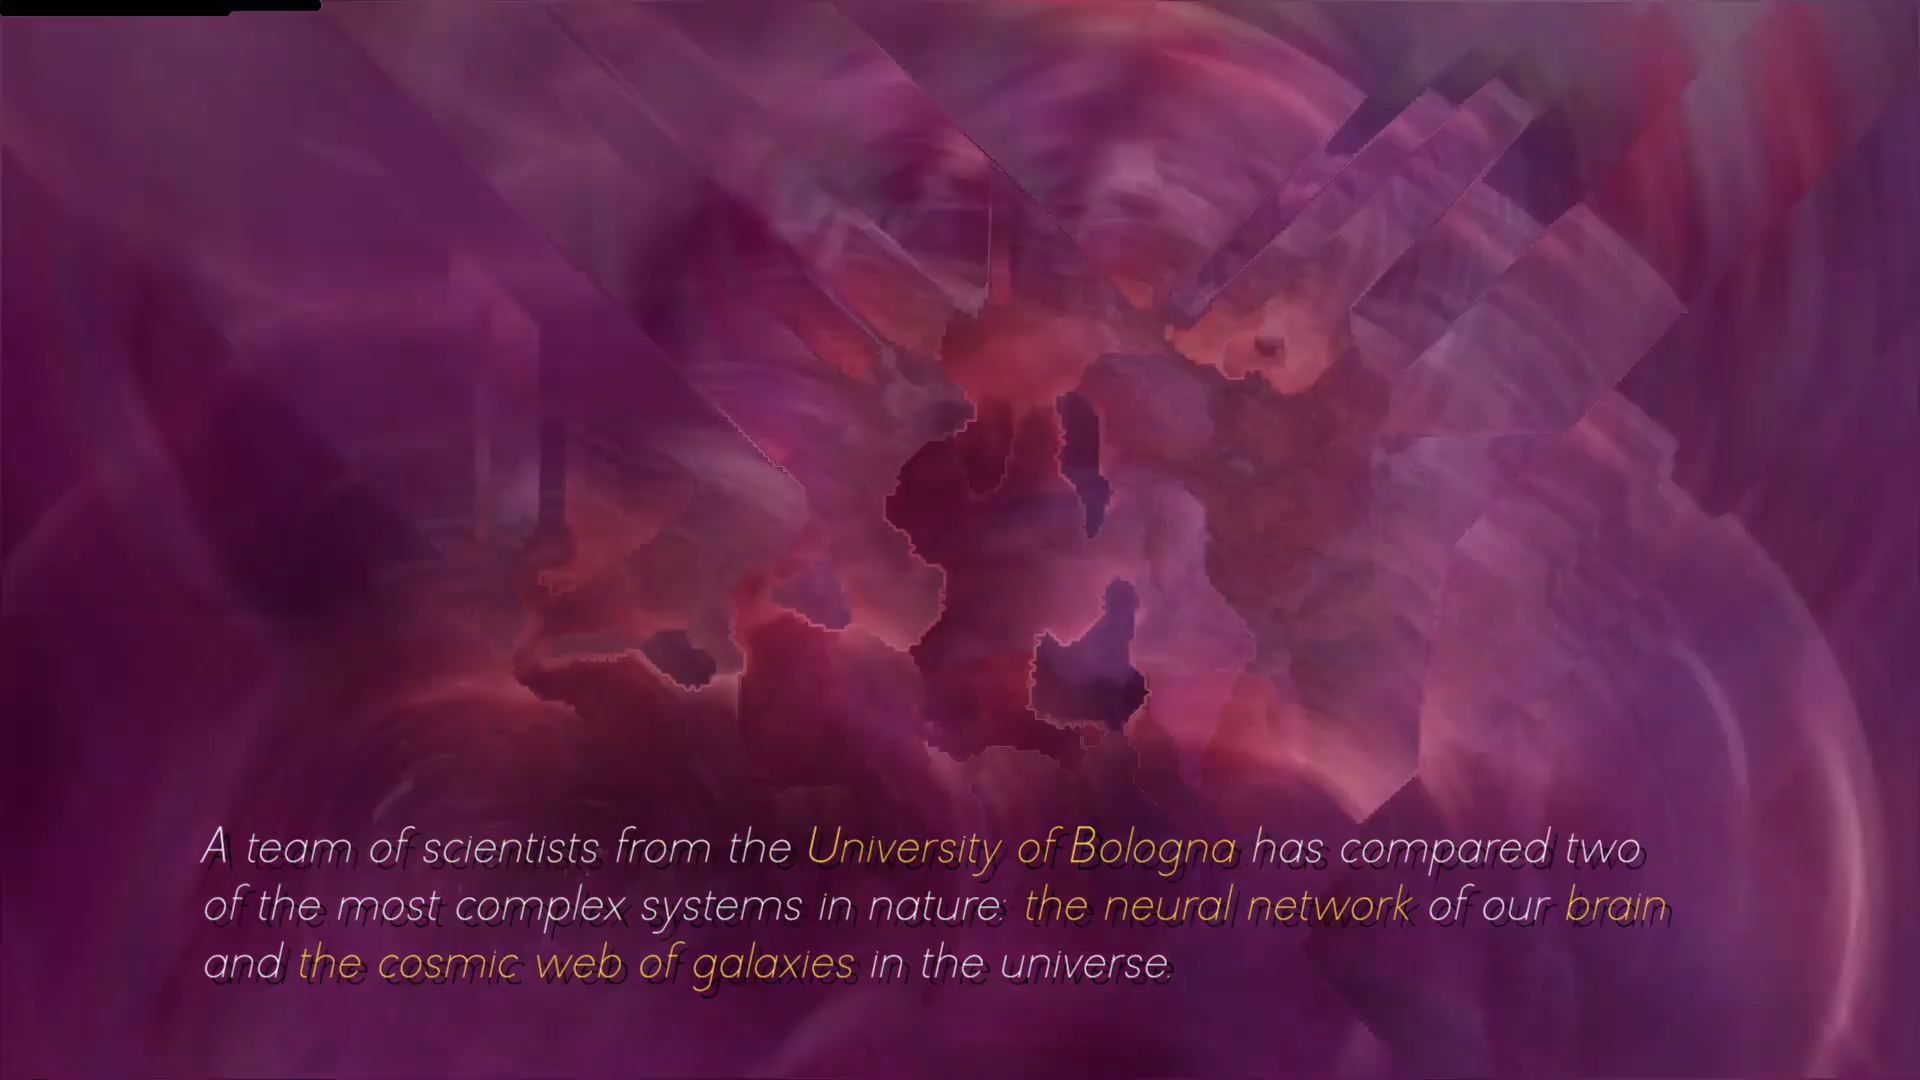 A team of scientists from the University of Bologna has compared two
of the most complex systems in nature: the neural network of our brain
and the cosmic web of galaxies in the universe.